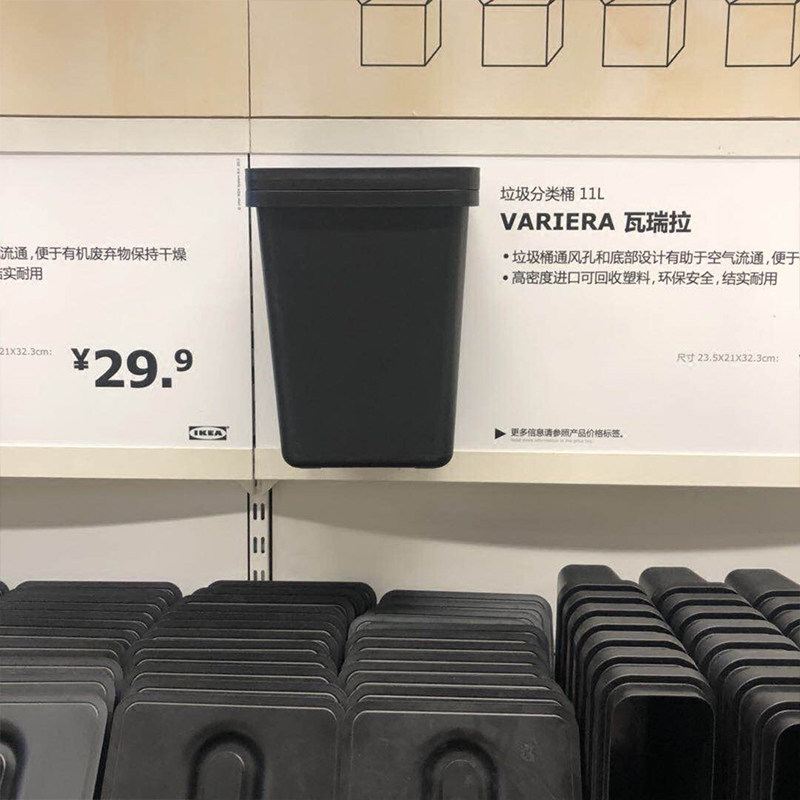 流通,便于有机废弃物保持干燥
结实耐用
21X32.3cm:
¥29.9
IKEA
垃圾分类桶 11L
VARIERA 瓦瑞拉
•垃圾桶通风孔和底部设计有助于空气流通,便于
•高密度进口可回收塑料,环保安全,结实耐用
尺寸 23.5X21X32.3cm:
▶ 更多信息请参照产品价格标签。